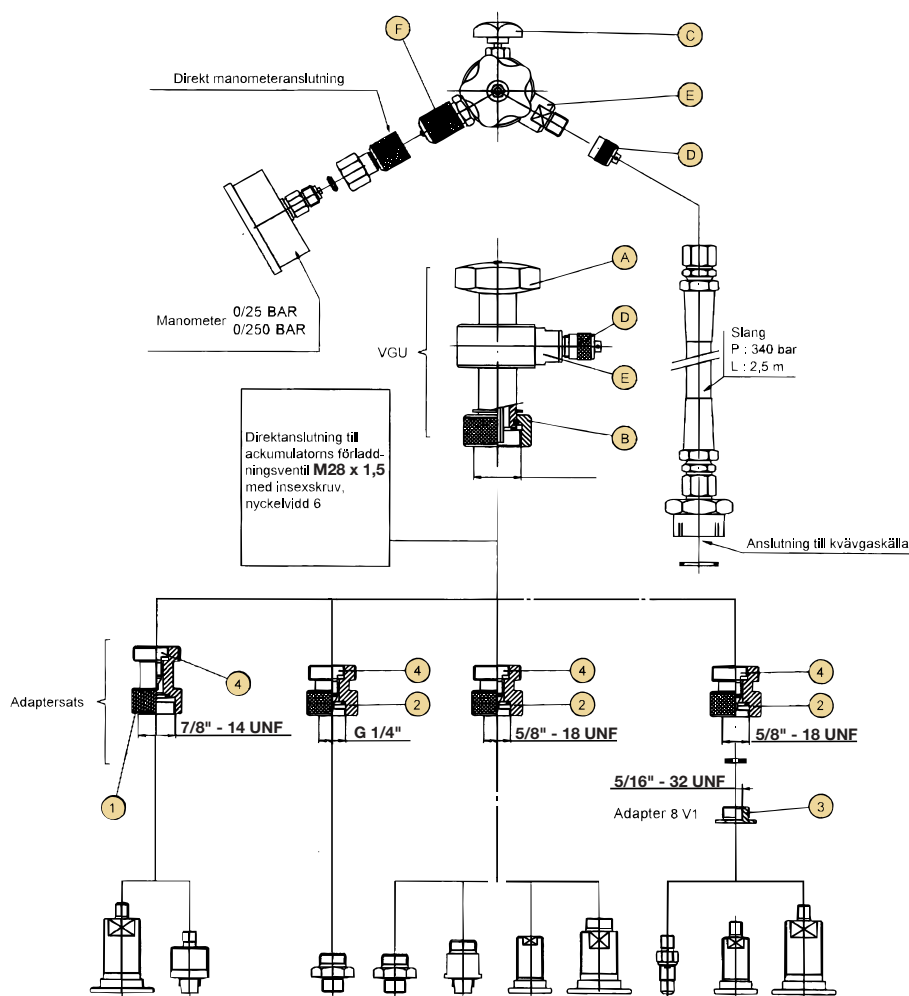 F
C
Direkt manometeranslutning
E
D
A
Manometer 0/25 BAR
0/250 BAR
D
VGU
Slang
P : 340 bar
L : 2,5 m
E
B
Direktanslutning till
ackumulatorns förladd-
ningsventil M28 x 1,5
med insexskruv,
nyckelvidd 6
Anslutning till kvävgaskälla
4
4
4
4
Adaptersats
2
2
2
7/8" - 14 UNF
G 1/4"
5/8" - 18 UNF
5/8" - 18 UNF
5/16" - 32 UNF
1
Adapter 8 V1
3